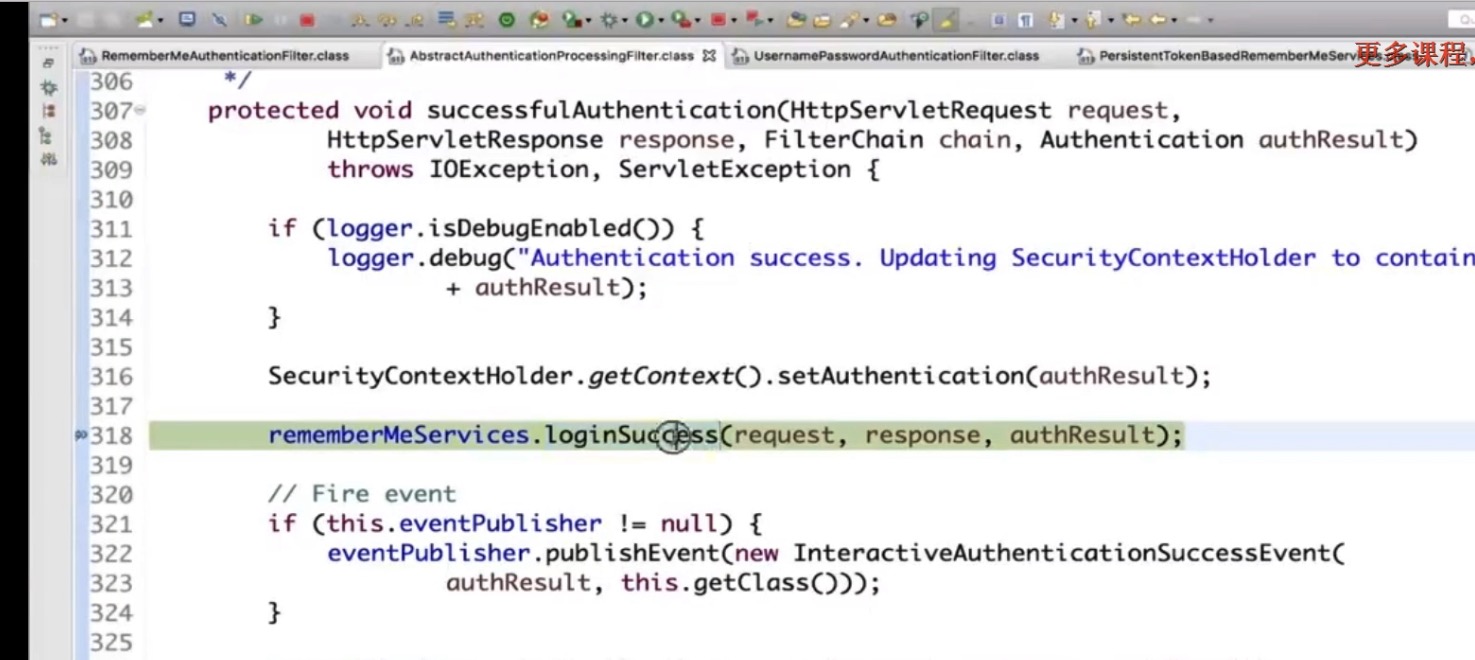 RememberMeAuthenticationFilter.class AbstractAuthenticationProcessingFilter.class UsernamePasswordAuthenticationFilter.class
更多课程
306 */
307 protected void successfulAuthentication(HttpServletRequest request,
308 HttpServletResponse response, FilterChain chain, Authentication authResult)
309 throws IOException, ServletException {
310
311 if (logger.isDebugEnabled()) {
312 logger.debug("Authentication success. Updating SecurityContextHolder to contain
313 + authResult);
314 }
315
316 SecurityContextHolder.getContext().setAuthentication(authResult);
317
318 rememberMeServices.loginSuccess(request, response, authResult);
319
320 // Fire event
321 if (this.eventPublisher != null) {
322 eventPublisher.publishEvent(new InteractiveAuthenticationSuccessEvent(
323 authResult, this.getClass()));
324 }
325